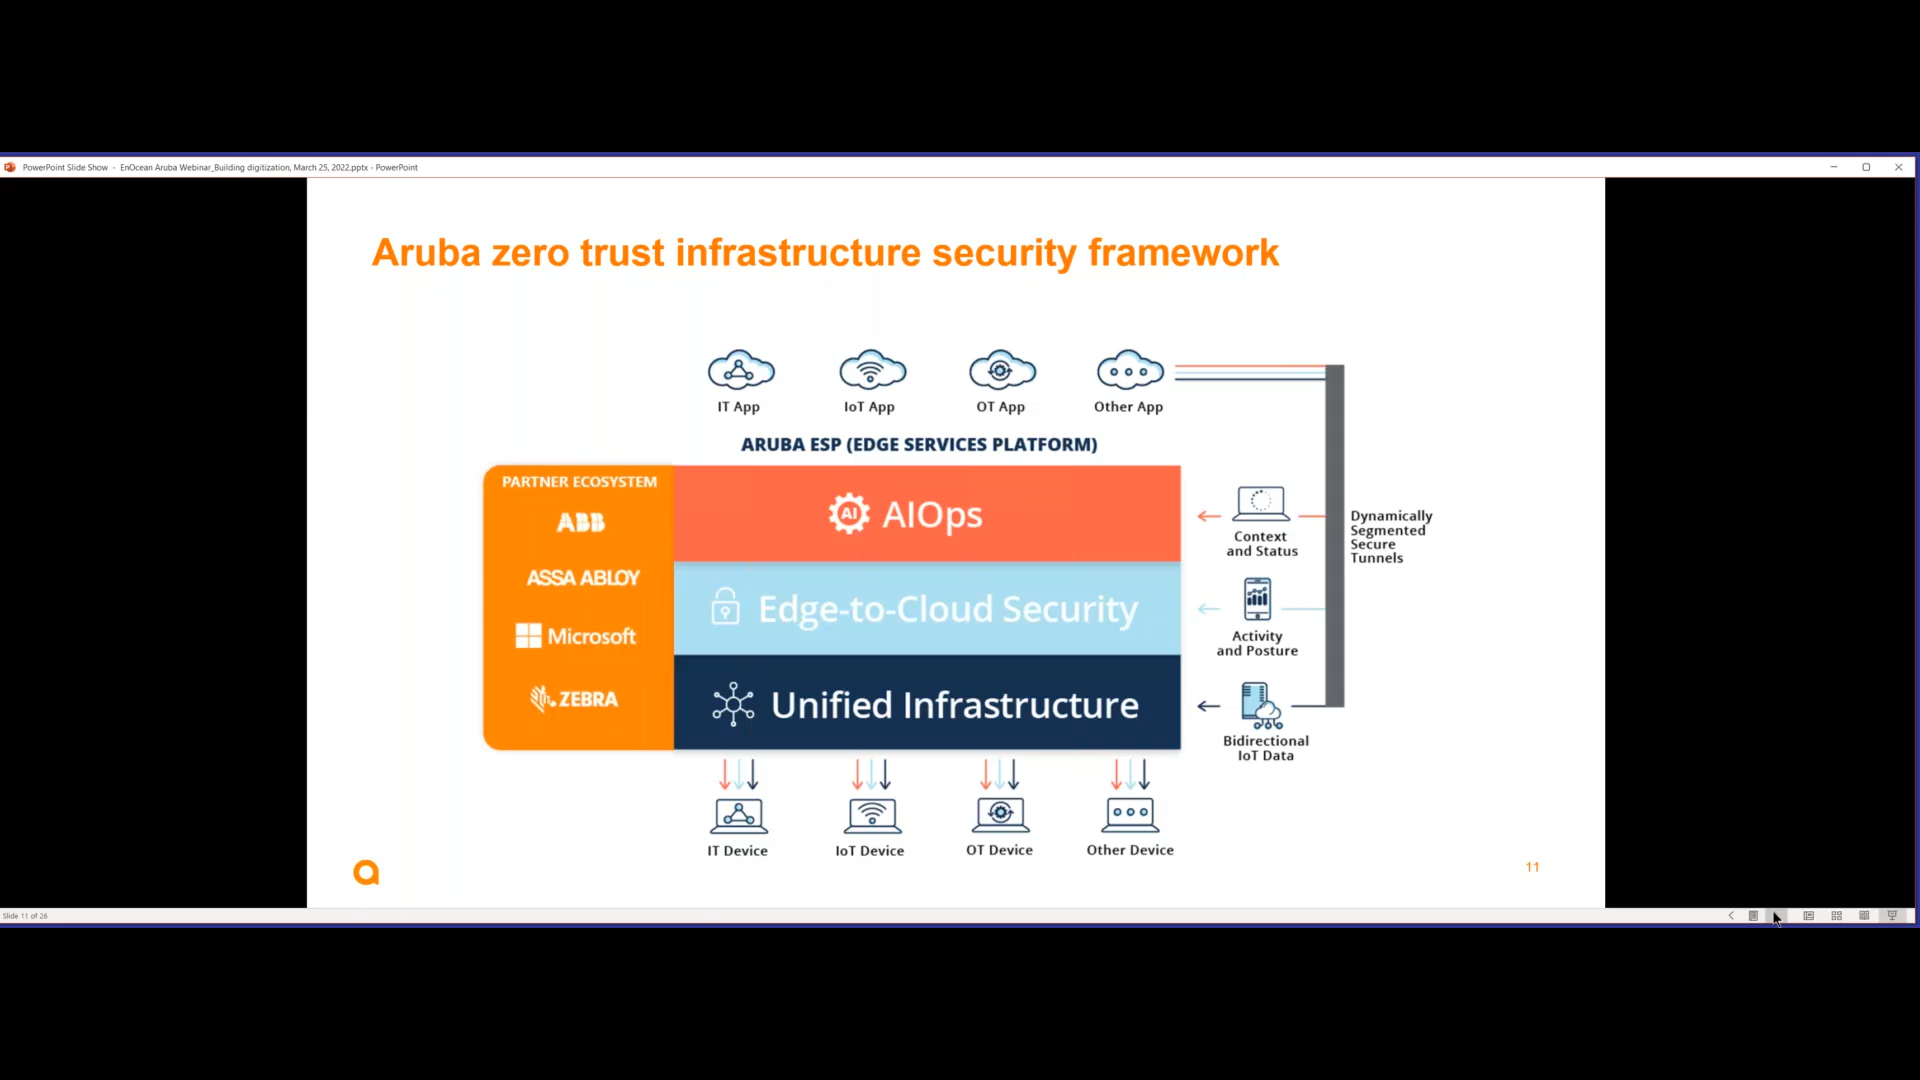 PowerPoint Slide Show - EnOcean Aruba Webinar_Building digitization, March 25, 2022.pptx - PowerPoint
Aruba zero trust infrastructure security framework
IT App
IoT App
OT App
Other App
ARUBA ESP (EDGE SERVICES PLATFORM)
PARTNER ECOSYSTEM
ABB
ASSA ABLOY
Microsoft
ZEBRA
AI AIOps
Edge-to-Cloud Security
Unified Infrastructure
Context
and Status
Activity
and Posture
Bidirectional
IoT Data
Dynamically
Segmented
Secure
Tunnels
IT Device
IoT Device
OT Device
Other Device
11
Slide 11 of 26